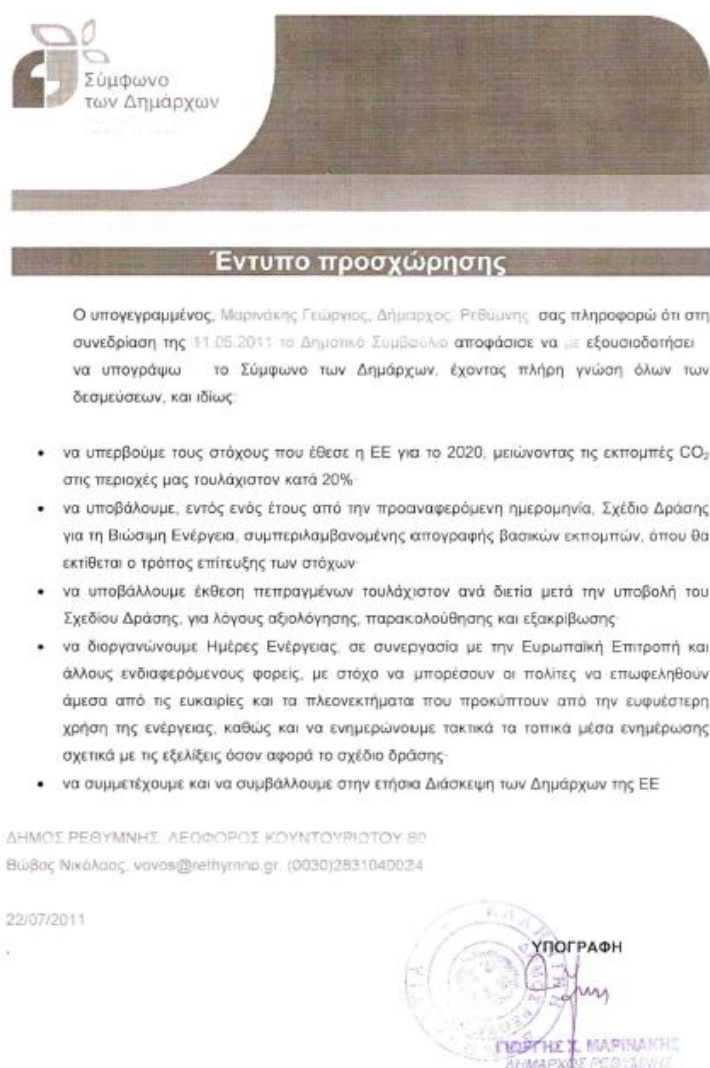 Σύμφωνο
των Δημάρχων
Έντυπο προσχώρησης
Ο υπογεγραμμένος, Μαρινάκης Γεώργιος, Δήμαρχος, Ρεθύμνης σας πληροφορώ ότι στη
συνεδρίαση της 11.05.2011 το Δημοτικό Συμβούλιο αποφάσισε να με εξουσιοδοτήσει
να υπογράψω το Σύμφωνο των Δημάρχων, έχοντας πλήρη γνώση όλων των
δεσμεύσεων, και ιδίως:
• να υπερβούμε τους στόχους που έθεσε η ΕΕ για το 2020, μειώνοντας τις εκπομπές CO₂
στις περιοχές μας τουλάχιστον κατά 20%·
• να υποβάλουμε, εντός ενός έτους από την προαναφερόμενη ημερομηνία, Σχέδιο Δράσης
για τη Βιώσιμη Ενέργεια, συμπεριλαμβανομένης απογραφής βασικών εκπομπών, όπου θα
εκτίθεται ο τρόπος επίτευξης των στόχων·
• να υποβάλλουμε έκθεση πεπραγμένων τουλάχιστον ανά διετία μετά την υποβολή του
Σχεδίου Δράσης, για λόγους αξιολόγησης, παρακολούθησης και εξακρίβωσης·
• να διοργανώνουμε Ημέρες Ενέργειας, σε συνεργασία με την Ευρωπαϊκή Επιτροπή και
άλλους ενδιαφερόμενους φορείς, με στόχο να μπορέσουν οι πολίτες να επωφεληθούν
άμεσα από τις ευκαιρίες και τα πλεονεκτήματα που προκύπτουν από την ευφυέστερη
χρήση της ενέργειας, καθώς και να ενημερώνουμε τακτικά τα τοπικά μέσα ενημέρωσης
σχετικά με τις εξελίξεις όσον αφορά το σχέδιο δράσης·
• να συμμετέχουμε και να συμβάλλουμε στην ετήσια Διάσκεψη των Δημάρχων της ΕΕ
ΔΗΜΟΣ ΡΕΘΥΜΝΗΣ, ΛΕΩΦΟΡΟΣ ΚΟΥΝΤΟΥΡΙΩΤΟΥ 80
Βώβος Νικόλαος, vovos@rethymno.gr, (0030)2831040024
22/07/2011
ΥΠΟΓΡΑΦΗ
ΓΙΩΡΓΗΣ Χ. ΜΑΡΙΝΑΚΗΣ
ΔΗΜΑΡΧΟΣ ΡΕΘΥΜΝΗΣ